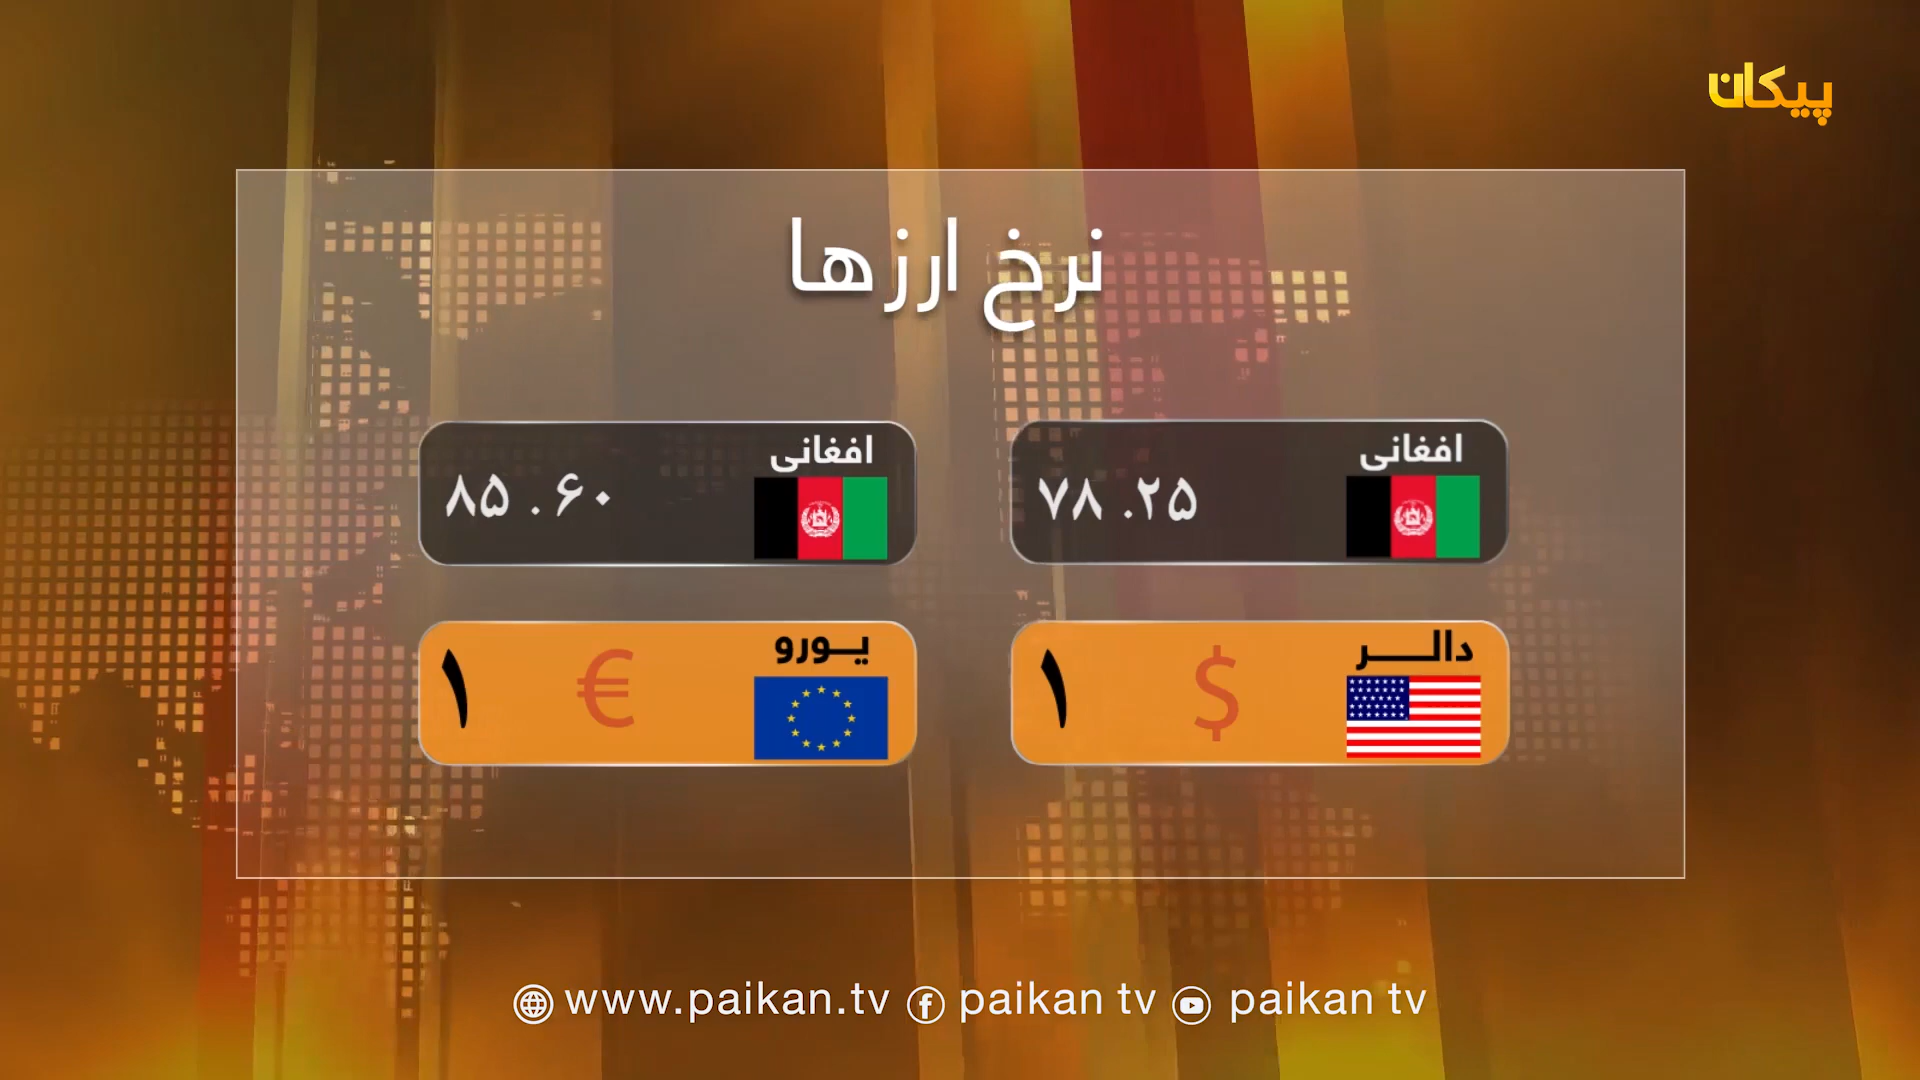 پیکان
نرخ ارزها
افغانی
۷۸ .۲۵
افغانی
۸۵ . ۶۰
دالــــر
$
۱
یــورو
€
۱
www.paikan.tv paikan tv paikan tv